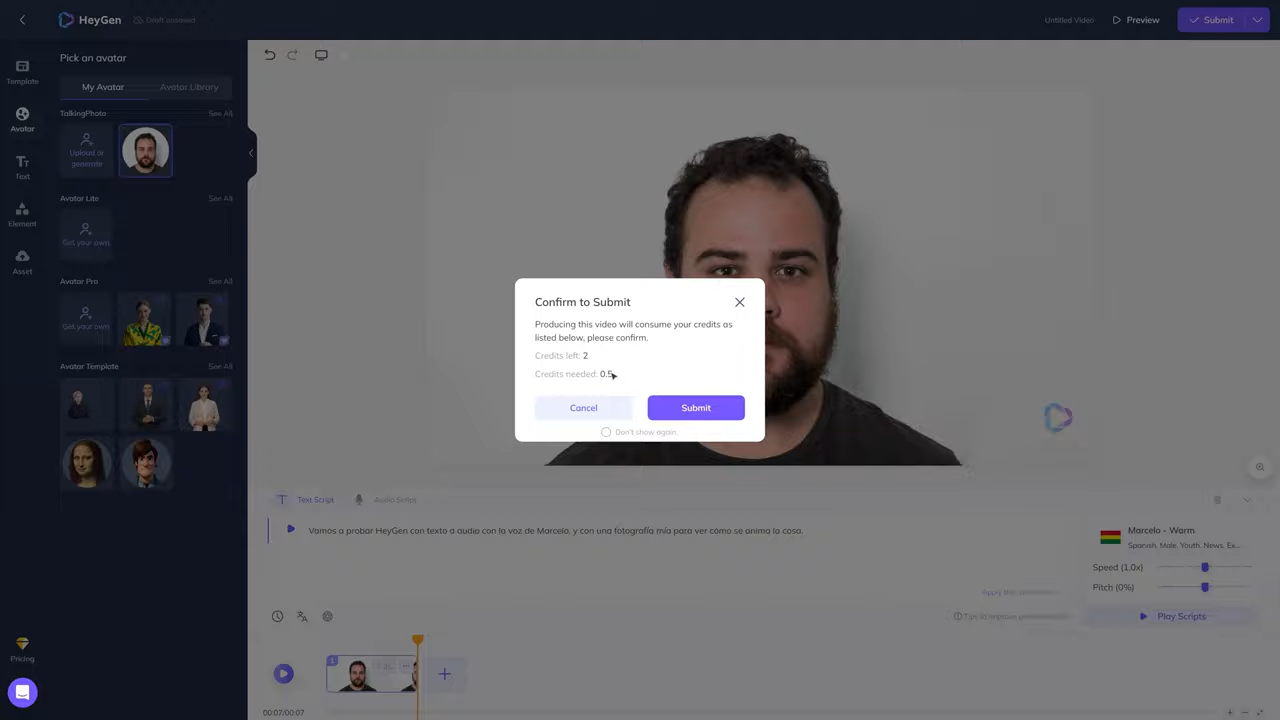 HeyGen
Draft unsaved
Untitled Video
Preview
Submit
Template
Avatar
Text
Element
Asset
Pricing
Pick an avatar
My Avatar
Avatar Library
TalkingPhoto
See All
Upload or
generate
Avatar Lite
See All
Get your own
Avatar Pro
See All
Get your own
Avatar Template
See All
Confirm to Submit
Producing this video will consume your credits as
listed below, please confirm.
Credits left: 2
Credits needed: 0.5
Cancel
Submit
Don't show again
Text Script
Audio Script
Vamos a probar HeyGen con texto a audio con la voz de Marcelo, y con una fotografía mía para ver cómo se anima la cosa.
Marcelo - Warm
Spanish, Male, Youth, News, Ex...
Speed (1.0x)
Pitch (0%)
Play Scripts
1
00:07/00:07